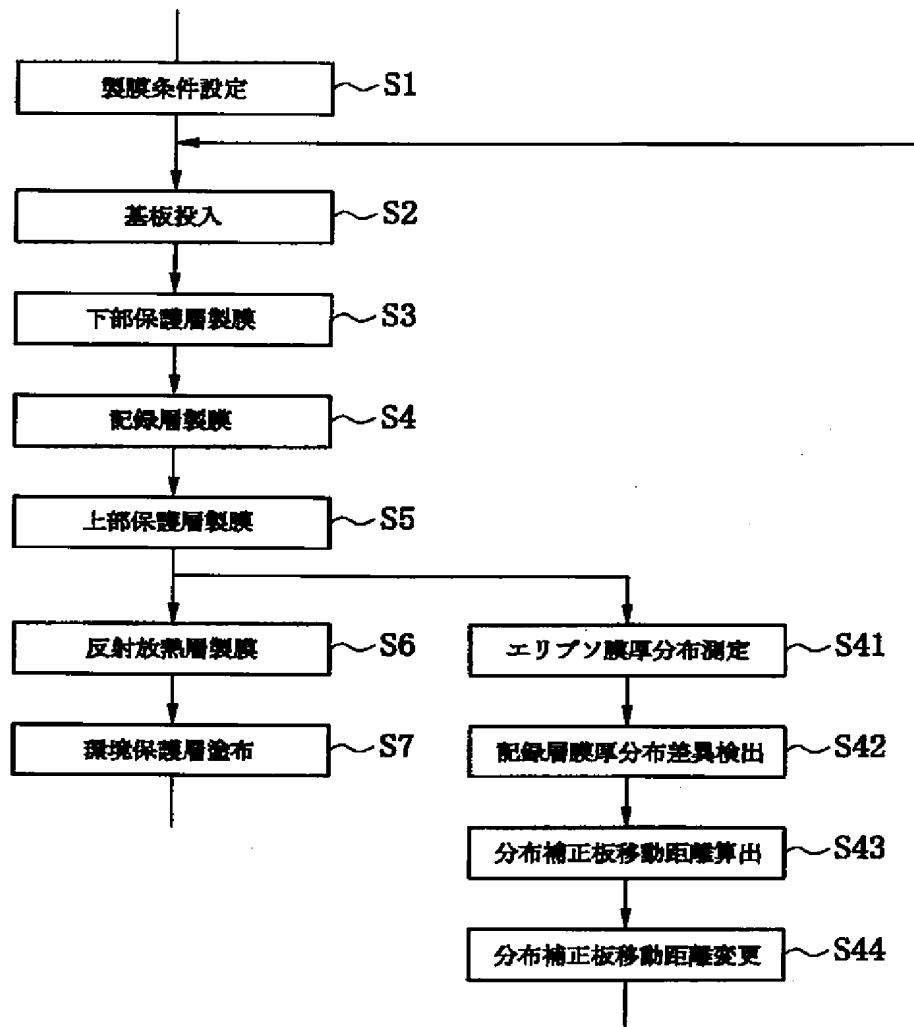 製膜条件設定 S1
基板投入 S2
下部保護層製膜 S3
記録層製膜 S4
上部保護層製膜 S5
反射放熱層製膜 S6
環境保護層塗布 S7
エリプソ膜厚分布測定 S41
記録層膜厚分布差異検出 S42
分布補正板移動距離算出 S43
分布補正板移動距離変更 S44